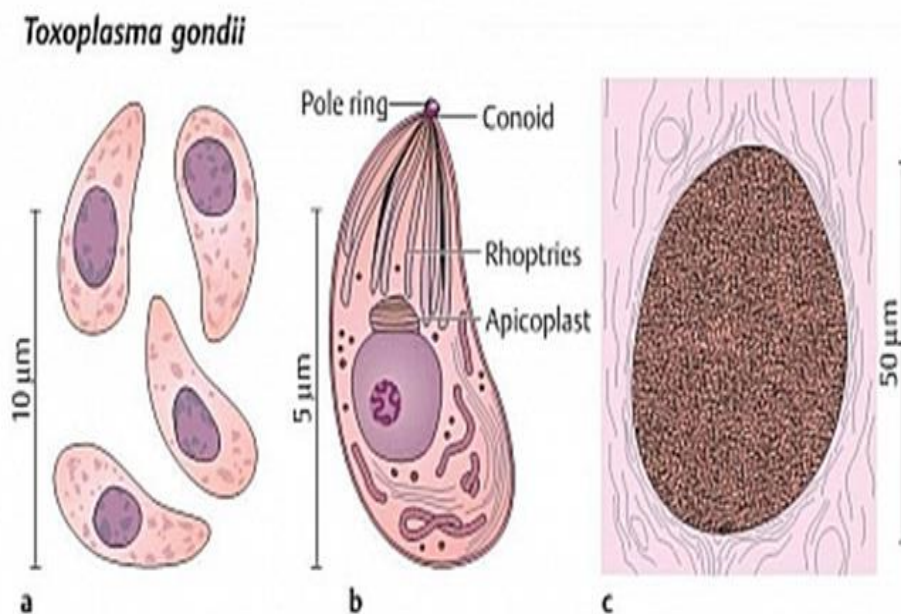 Toxoplasma gondii
Pole ring
Conoid
Rhoptries
Apicoplast
10 µm
5 µm
50 µm
a
b
c